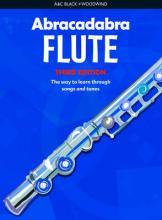 A&C BLACK • WOODWIND
Abracadabra
FLUTE
THIRD EDITION
The way to learn through
songs and tunes